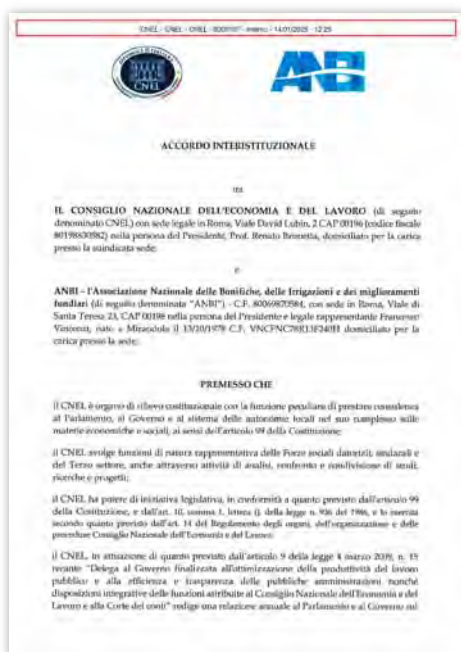 CNEL - CNEL - CNEL - interno - 14/01/2025 - 12:25
CNEL
ANBI
ACCORDO INTERISTITUZIONALE
tra
IL CONSIGLIO NAZIONALE DELL'ECONOMIA E DEL LAVORO (di seguito
denominato CNEL) con sede legale in Roma, Viale David Lubin, 2 CAP 00196 (codice fiscale
80198650582) nella persona del Presidente, Prof. Renato Brunetta, domiciliato per la carica
presso la suindicata sede;
e
ANBI - l'Associazione Nazionale delle Bonifiche, delle Irrigazioni e dei miglioramenti
fondiari (di seguito denominata "ANBI") - C.F. 80069870584, con sede in Roma, Viale di
Santa Teresa 23, CAP 00198 nella persona del Presidente e legale rappresentante Francesco
Vincenzi, nato a Mirandola il 13/10/1978 C.F. domiciliato per la
carica presso la sede;
PREMESSO CHE
il CNEL è organo di rilievo costituzionale con la funzione peculiare di prestare consulenza
al Parlamento, al Governo e al sistema delle autonomie locali nel suo complesso sulle
materie economiche e sociali, ai sensi dell'articolo 99 della Costituzione;
il CNEL svolge funzioni di natura rappresentativa delle Forze sociali datoriali, sindacali e
del Terzo settore, anche attraverso attività di analisi, confronto e condivisione di studi,
ricerche e progetti;
il CNEL ha potere di iniziativa legislativa, in conformità a quanto previsto dall'articolo 99
della Costituzione, e dall'art. 10, comma 1, lettera i), della legge n. 936 del 1986, e lo esercita
secondo quanto previsto dall'art. 14 del Regolamento degli organi, dell'organizzazione e delle
procedure Consiglio Nazionale dell'Economia e del Lavoro;
il CNEL, in attuazione di quanto previsto dall'articolo 9 della legge 4 marzo 2009, n. 15
recante "Delega al Governo finalizzata all'ottimizzazione della produttività del lavoro
pubblico e alla efficienza e trasparenza delle pubbliche amministrazioni nonché
disposizioni integrative delle funzioni attribuite al Consiglio Nazionale dell'Economia e del
Lavoro e alla Corte dei conti" redige una relazione annuale al Parlamento e al Governo sui